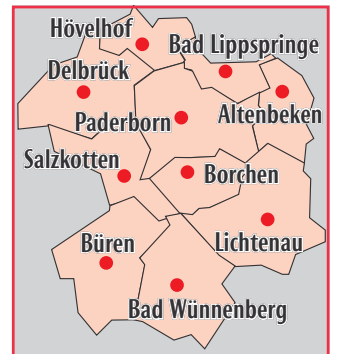 Hövelhof
Bad Lippspringe
Delbrück
Altenbeken
Paderborn
Salzkotten
Borchen
Büren
Lichtenau
Bad Wünnenberg